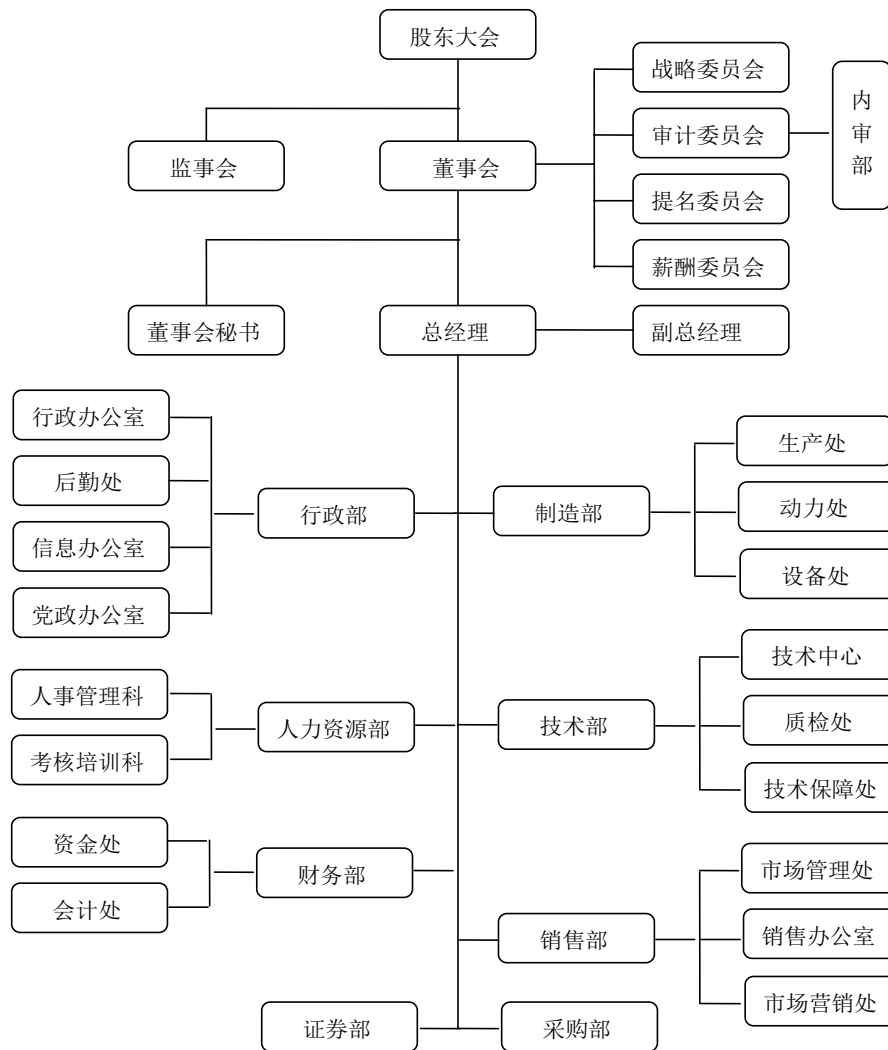 股东大会
战略委员会
内审部
审计委员会
监事会
董事会
提名委员会
薪酬委员会
董事会秘书
总经理
副总经理
行政办公室
后勤处
信息办公室
党政办公室
行政部
制造部
生产处
动力处
设备处
人事管理科
考核培训科
人力资源部
技术部
技术中心
质检处
技术保障处
资金处
会计处
财务部
销售部
市场管理处
销售办公室
市场营销处
证券部
采购部